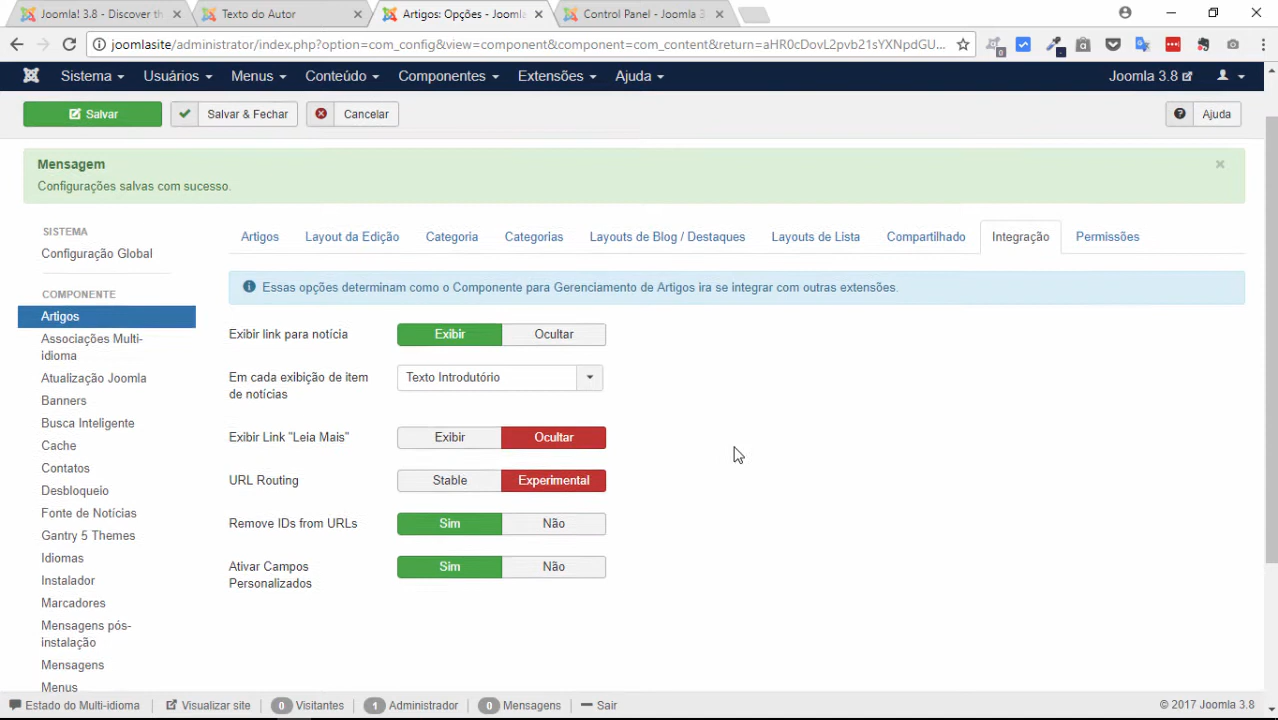 Joomla! 3.8 - Discover th
Texto do Autor
Artigos: Opções - Joomla
Control Panel - Joomla 3
joomlasite/administrator/index.php?option=com_config&view=component&component=com_content&return=aHR0cDovL2pvb21sYXNpdGU...
Sistema Usuários Menus Conteúdo Componentes Extensões Ajuda Joomla 3.8
Salvar Salvar & Fechar Cancelar Ajuda
Mensagem
Configurações salvas com sucesso.
SISTEMA
Configuração Global
COMPONENTE
Artigos
Associações Multi-
idioma
Atualização Joomla
Banners
Busca Inteligente
Cache
Contatos
Desbloqueio
Fonte de Notícias
Gantry 5 Themes
Idiomas
Instalador
Marcadores
Mensagens pós-
instalação
Mensagens
Menus
Artigos Layout da Edição Categoria Categorias Layouts de Blog / Destaques Layouts de Lista Compartilhado Integração Permissões
Essas opções determinam como o Componente para Gerenciamento de Artigos ira se integrar com outras extensões.
Exibir link para notícia Exibir Ocultar
Em cada exibição de item
de notícias
Texto Introdutório
Exibir Link "Leia Mais" Exibir Ocultar
URL Routing Stable Experimental
Remove IDs from URLs Sim Não
Ativar Campos
Personalizados
Sim Não
Estado do Multi-idioma Visualizar site 0 Visitantes 1 Administrador 0 Mensagens Sair © 2017 Joomla 3.8